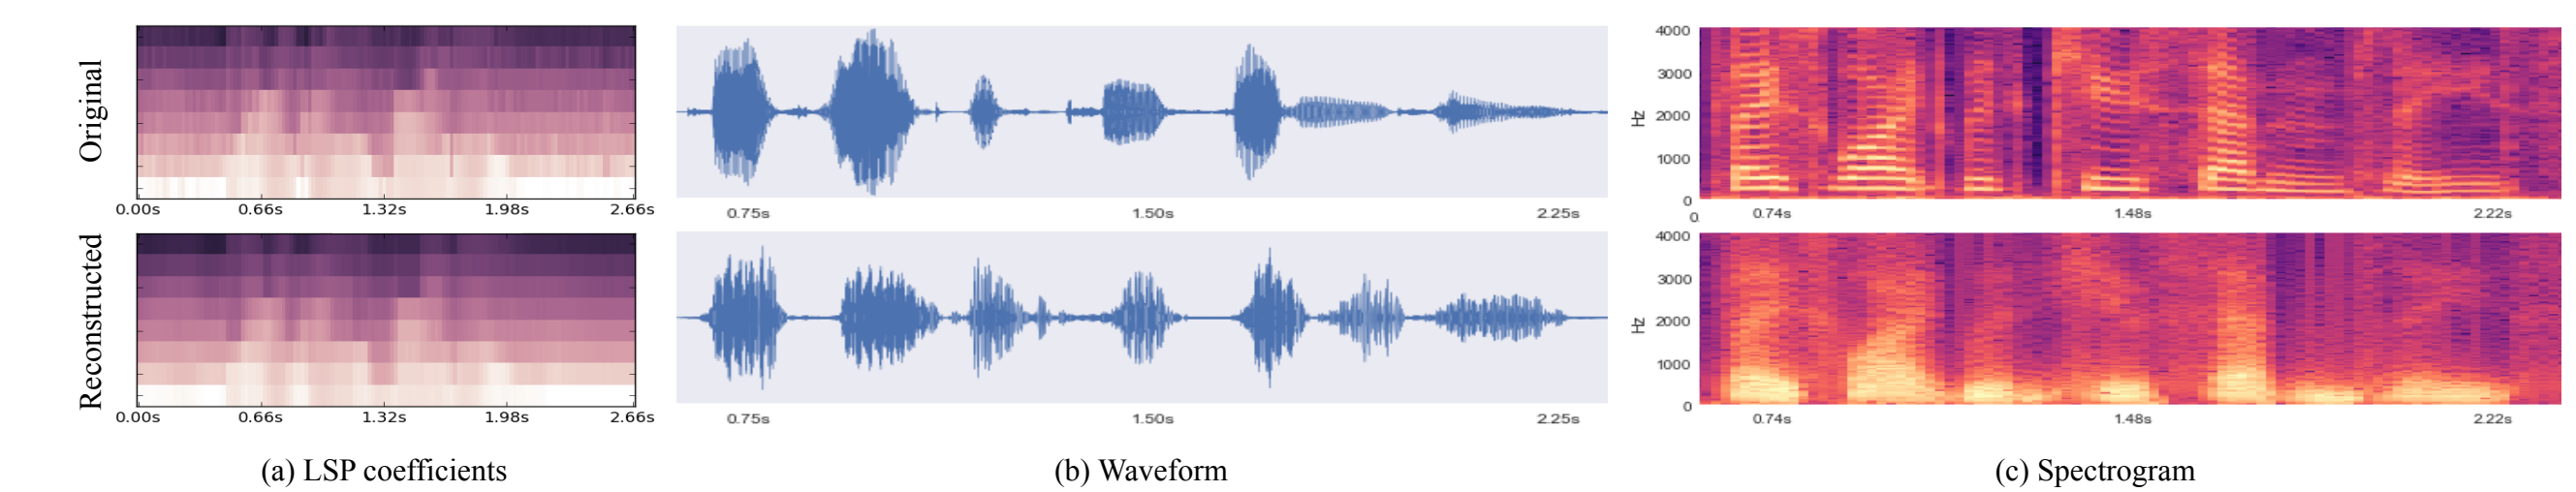 Original
0.00s 0.66s 1.32s 1.98s 2.66s
0.75s 1.50s 2.25s
Hz
4000
3000
2000
1000
0
0. 0.74s 1.48s 2.22s
Reconstructed
0.00s 0.66s 1.32s 1.98s 2.66s
0.75s 1.50s 2.25s
Hz
4000
3000
2000
1000
0
0.74s 1.48s 2.22s
(a) LSP coefficients
(b) Waveform
(c) Spectrogram